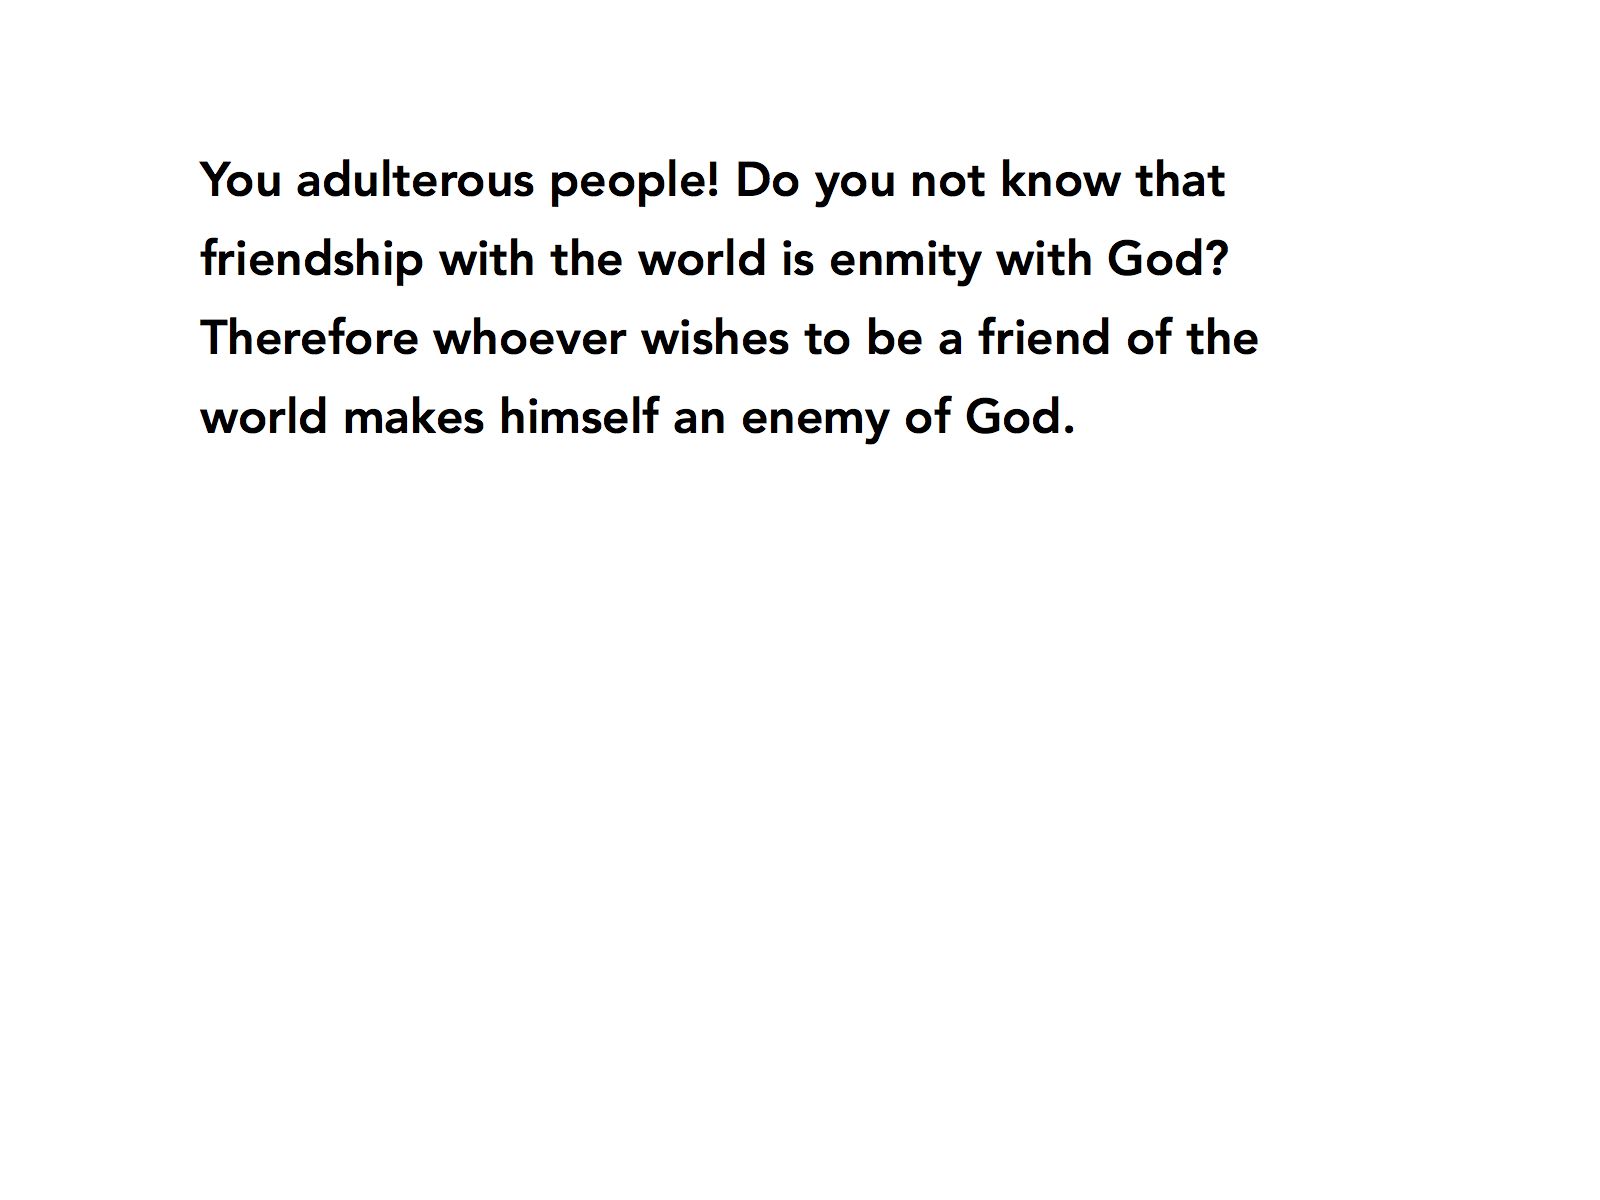 You adulterous people! Do you not know that
friendship with the world is enmity with God?
Therefore whoever wishes to be a friend of the
world makes himself an enemy of God.